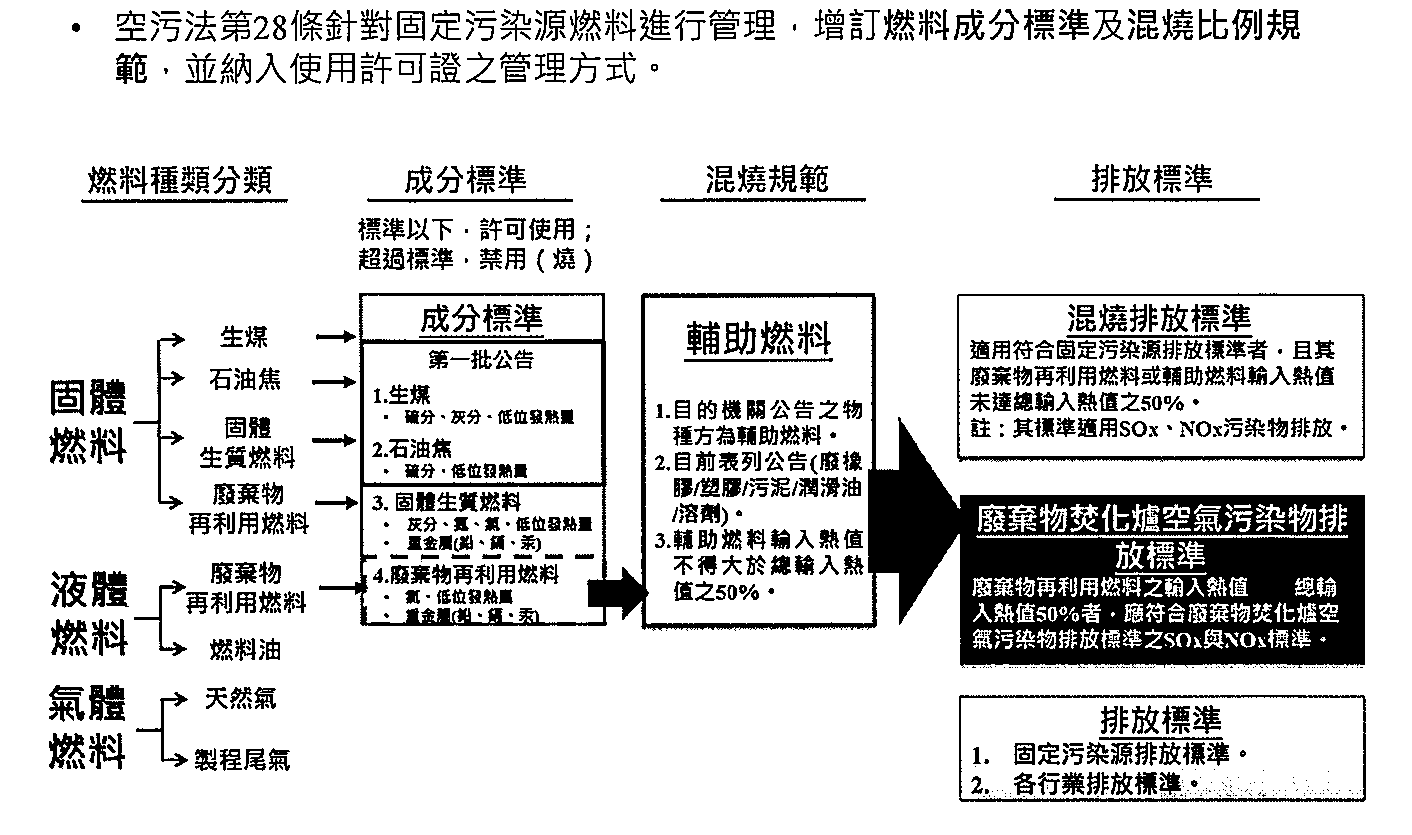 • 空污法第28條針對固定污染源燃料進行管理，增訂燃料成分標準及混燒比例規
範，並納入使用許可證之管理方式。
燃料種類分類
成分標準
混燒規範
排放標準
標準以下，許可使用；
超過標準，禁用（燒）
固體
燃料
生煤
石油焦
固體
生質燃料
廢棄物
再利用燃料
液體
燃料
廢棄物
再利用燃料
燃料油
氣體
燃料
天然氣
製程尾氣
成分標準
第一批公告
1.生煤
• 硫分、灰分、低位發熱量
2.石油焦
• 硫分、低位發熱量
3. 固體生質燃料
• 灰分、氮、氯、低位發熱量
• 重金屬(鉛、鎘、汞)
4.廢棄物再利用燃料
• 氯、低位發熱量
• 重金屬(鉛、鎘、汞)
輔助燃料
1.目的機關公告之物
種方為輔助燃料。
2.目前表列公告(廢橡
膠/塑膠/污泥/潤滑油
/溶劑)。
3.輔助燃料輸入熱值
不得大於總輸入熱
值之50%。
混燒排放標準
適用符合固定污染源排放標準者，且其
廢棄物再利用燃料或輔助燃料輸入熱值
未達總輸入熱值之50%。
註：其標準適用SOx、NOx污染物排放。
廢棄物焚化爐空氣污染物排
放標準
廢棄物再利用燃料之輸入熱值 總輸
入熱值50%者，應符合廢棄物焚化爐空
氣污染物排放標準之SOx與NOx標準。
排放標準
1. 固定污染源排放標準。
2. 各行業排放標準。